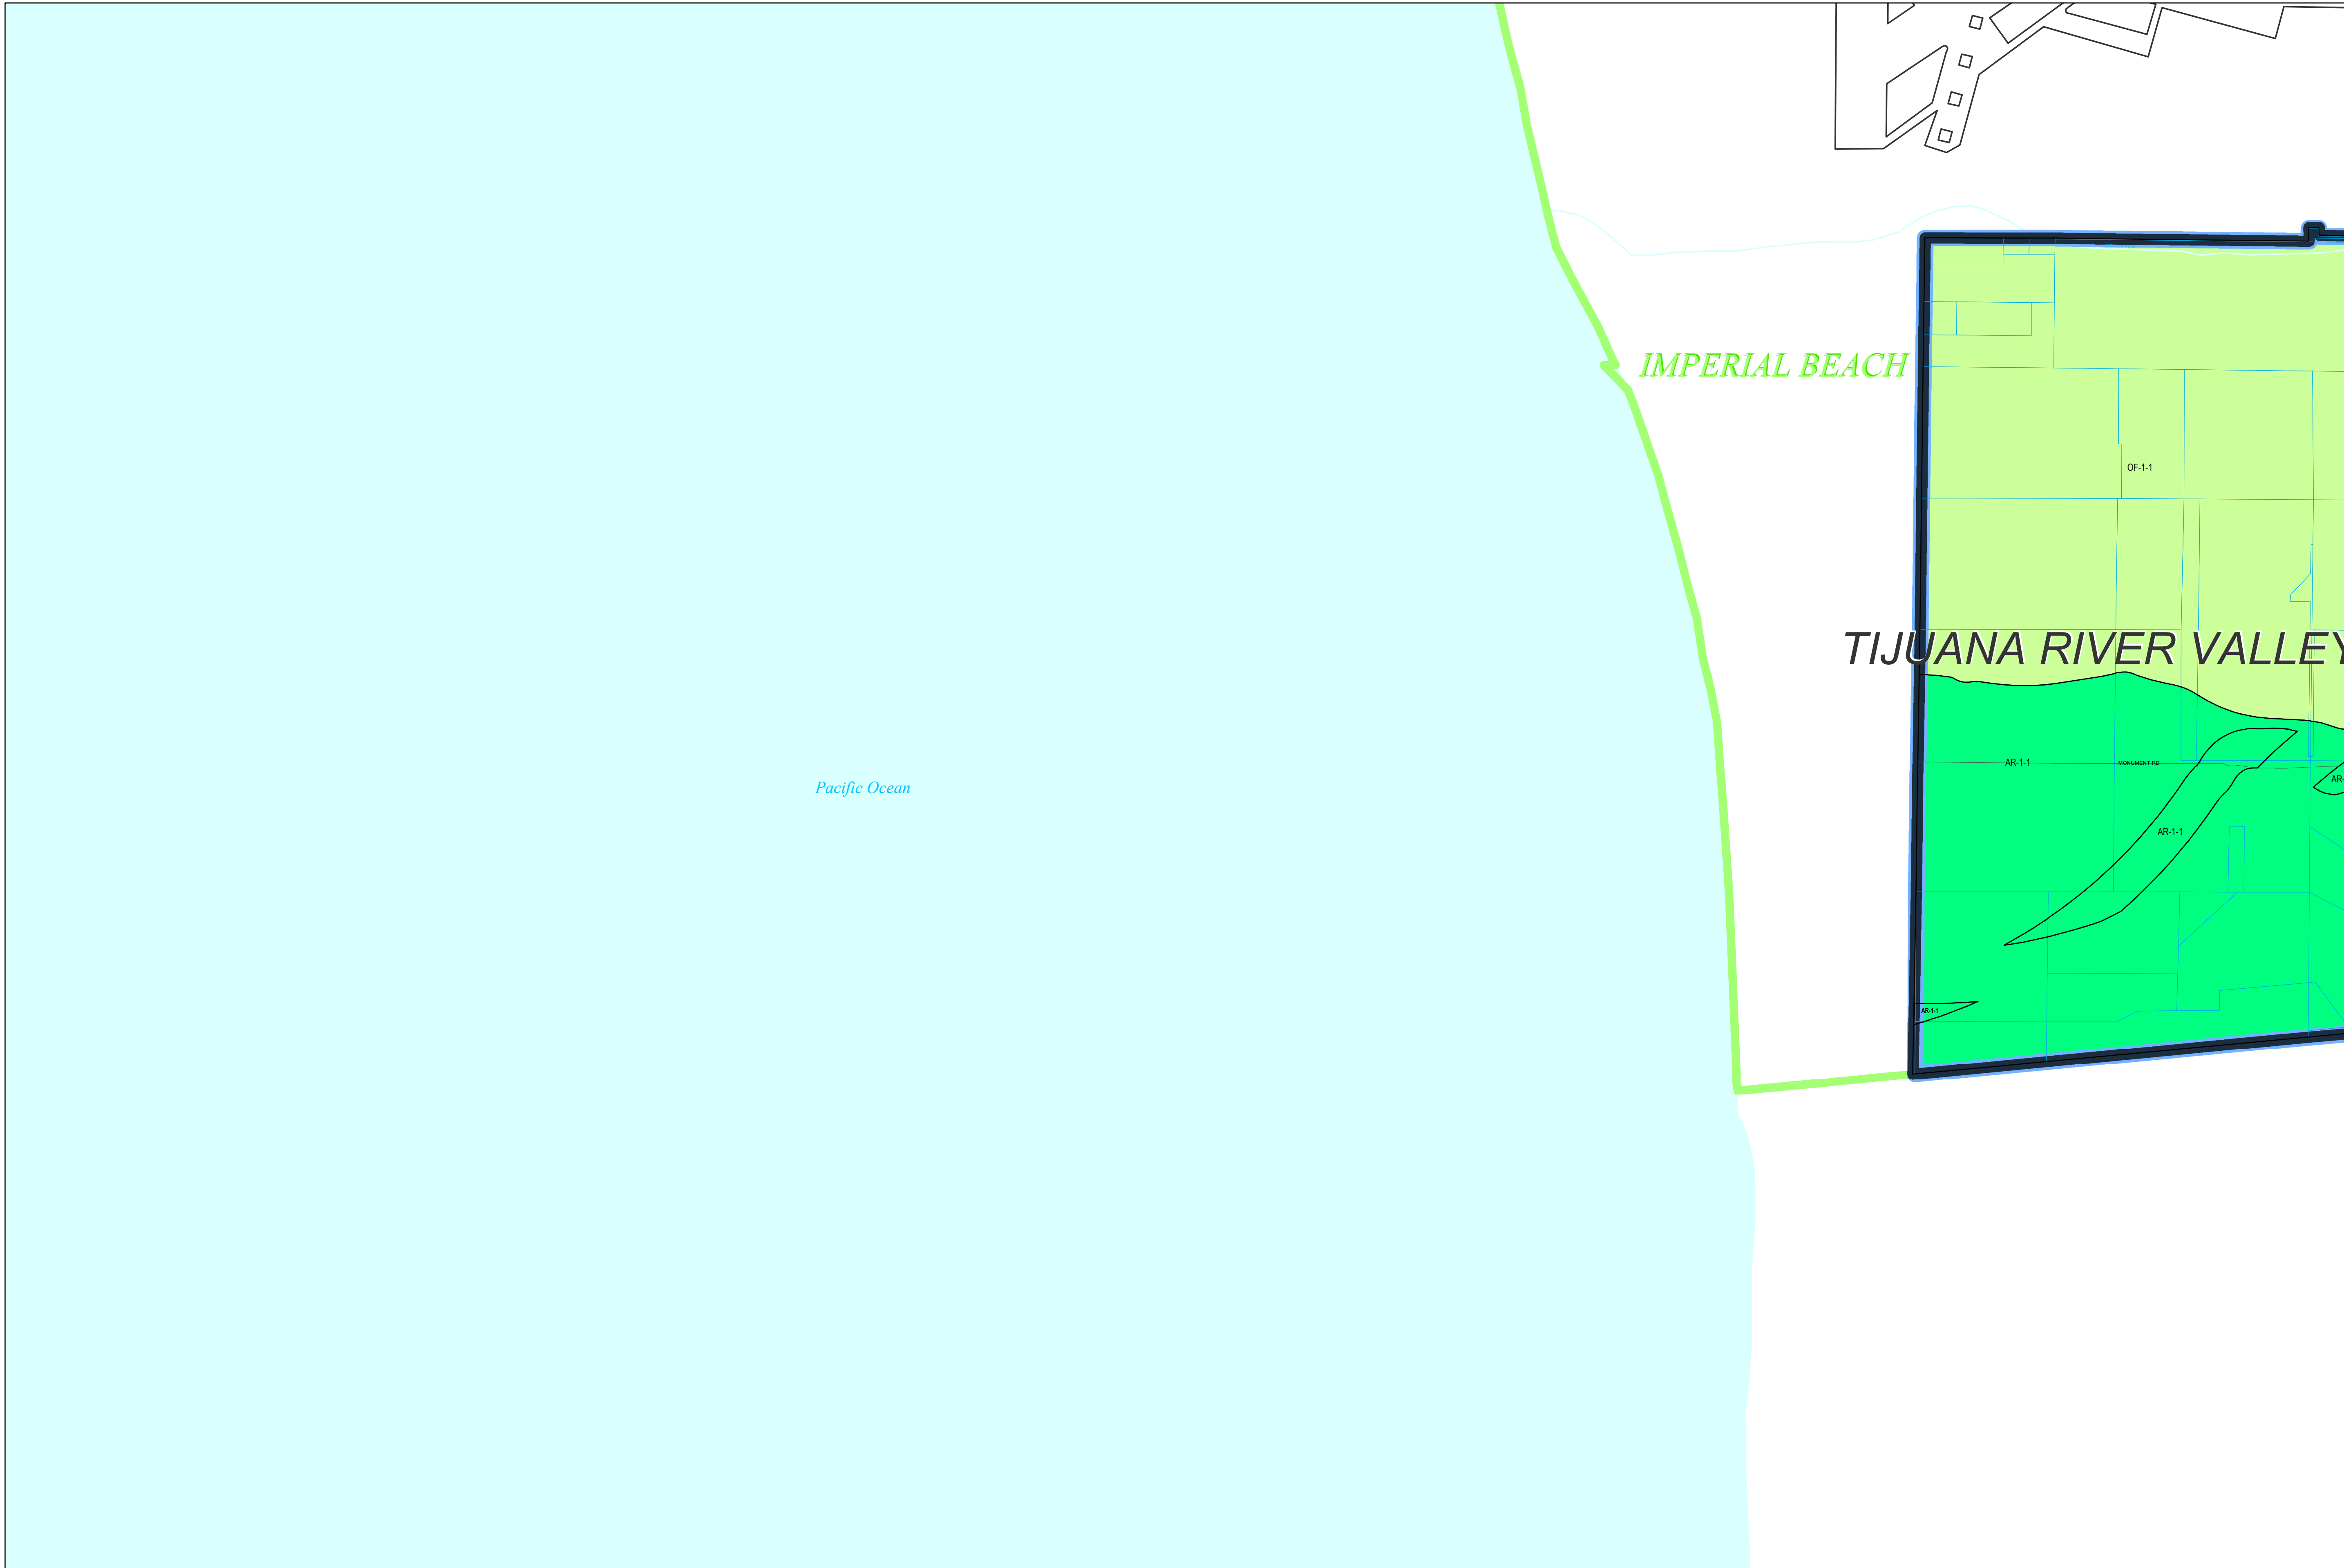 IMPERIAL BEACH
OF-1-1
TIJUANA RIVER VALLEY
AR-1-1
MONUMENT RD
AR-
Pacific Ocean
AR-1-1
AR-1-1